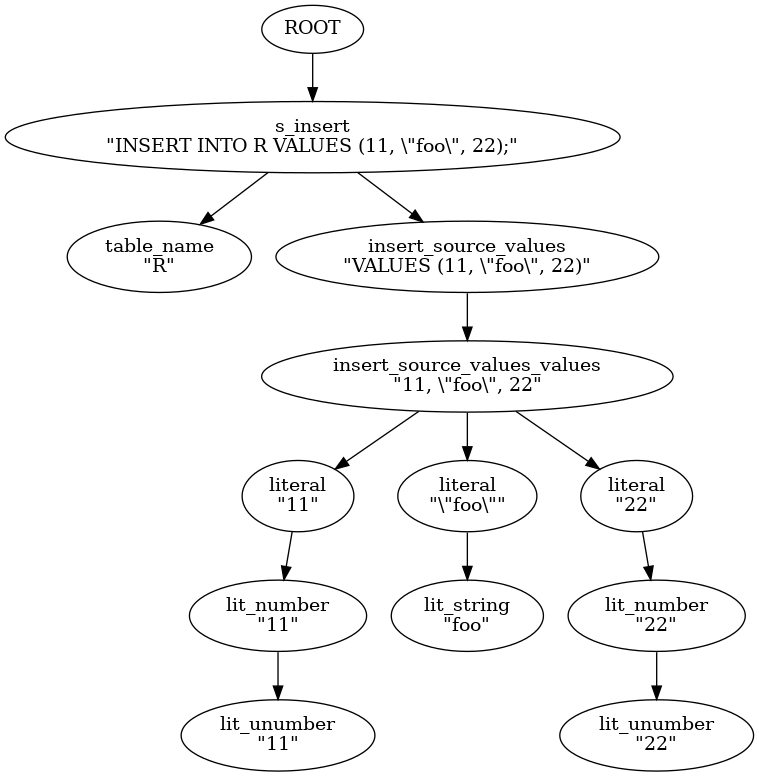 ROOT
s_insert
"INSERT INTO R VALUES (11, \"foo\", 22);"
table_name
"R"
insert_source_values
"VALUES (11, \"foo\", 22)"
insert_source_values_values
"11, \"foo\", 22"
literal
"11"
literal
"\"foo\""
literal
"22"
lit_number
"11"
lit_string
"foo"
lit_number
"22"
lit_unumber
"11"
lit_unumber
"22"